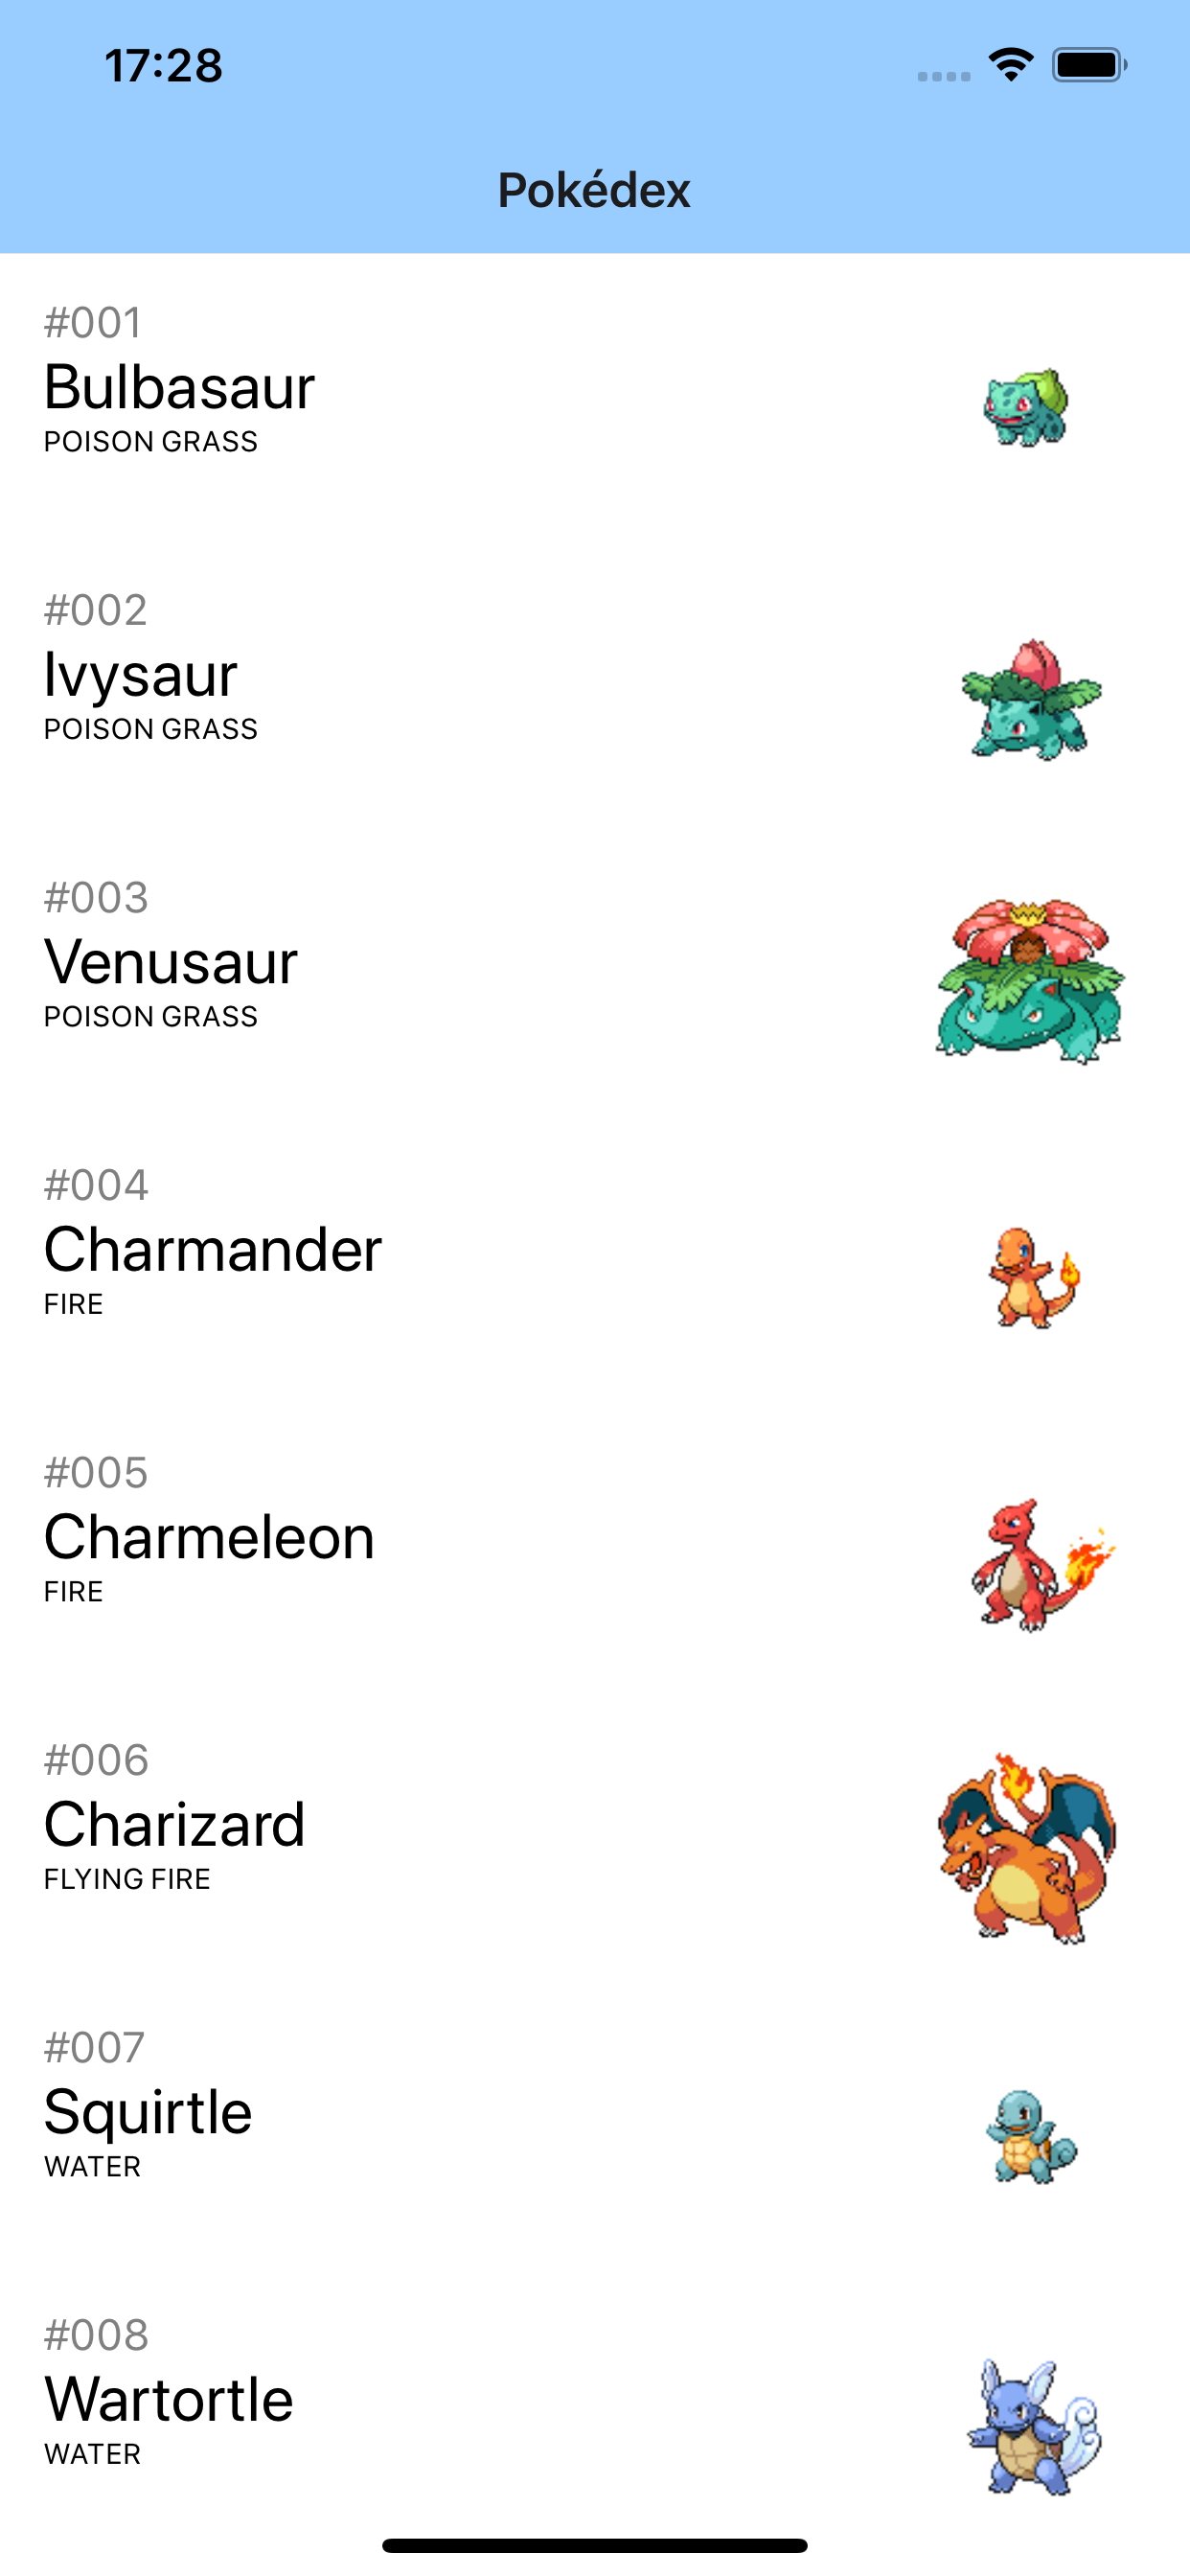 17:28
Pokédex
#001
Bulbasaur
POISON GRASS
#002
Ivysaur
POISON GRASS
#003
Venusaur
POISON GRASS
#004
Charmander
FIRE
#005
Charmeleon
FIRE
#006
Charizard
FLYING FIRE
#007
Squirtle
WATER
#008
Wartortle
WATER